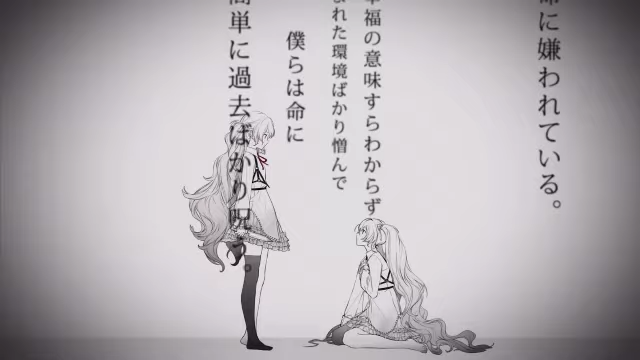 命に嫌われている。
幸福の意味すらわからず
まれた環境ばかり憎んで
僕らは命に
簡単に過去ばかり呪う。